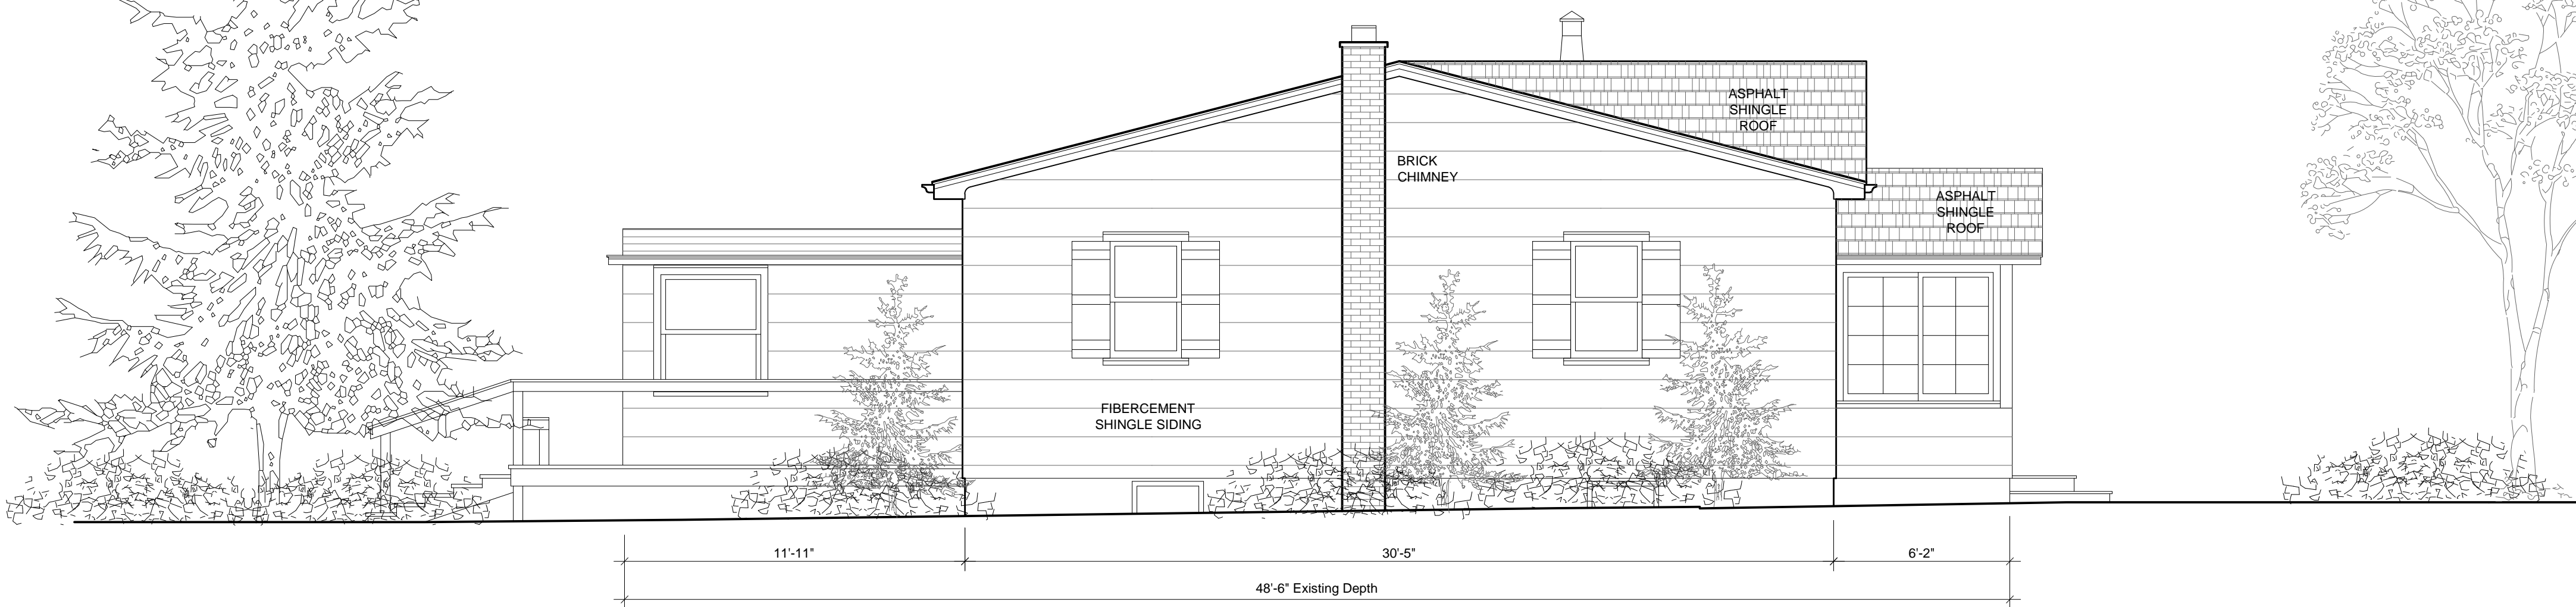 ASPHALT
SHINGLE
ROOF
BRICK
CHIMNEY
ASPHALT
SHINGLE
ROOF
FIBERCEMENT
SHINGLE SIDING
11'-11"
30'-5"
6'-2"
48'-6" Existing Depth